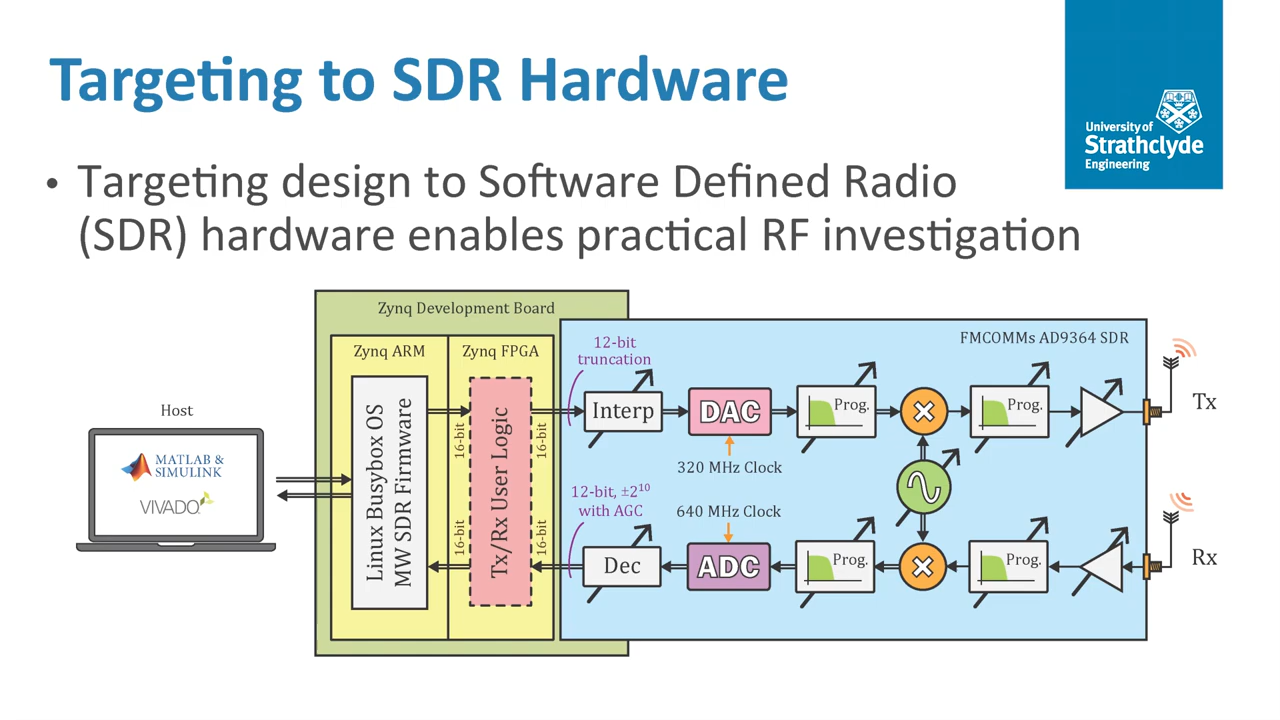 Targeting to SDR Hardware
University of
Strathclyde
Engineering
• Targeting design to Software Defined Radio
(SDR) hardware enables practical RF investigation
Zynq Development Board
Zynq ARM
Zynq FPGA
FMCOMMs AD9364 SDR
12-bit
truncation
Host
MATLAB &
SIMULINK
VIVADO
Linux Busybox OS
MW SDR Firmware
16-bit
Tx/Rx User Logic
16-bit
Interp
DAC
Prog.
Prog.
Tx
320 MHz Clock
12-bit, ±2¹⁰
with AGC
640 MHz Clock
16-bit
16-bit
Dec
ADC
Prog.
Prog.
Rx